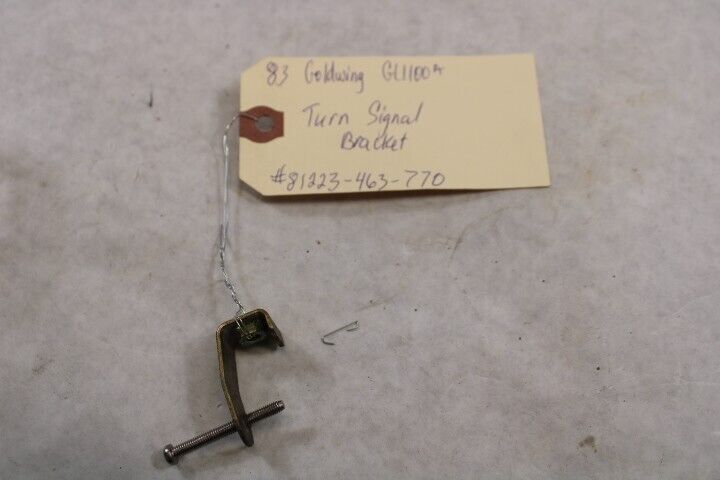 83 Goldwing GL1100A
Turn Signal
Bracket
#81223-463-770